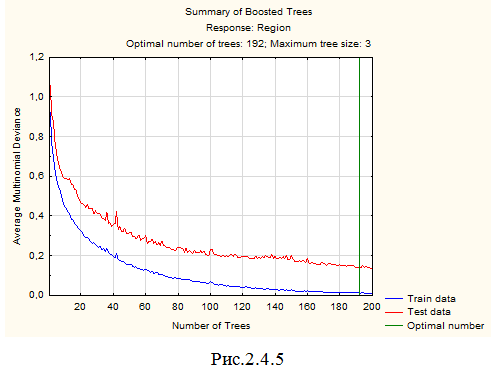 Summary of Boosted Trees
Response: Region
Optimal number of trees: 192; Maximum tree size: 3
1,2
1,0
0,8
0,6
0,4
0,2
0,0
Average Multinomial Deviance
20 40 60 80 100 120 140 160 180 200
Number of Trees
Train data
Test data
Optimal number
Рис.2.4.5